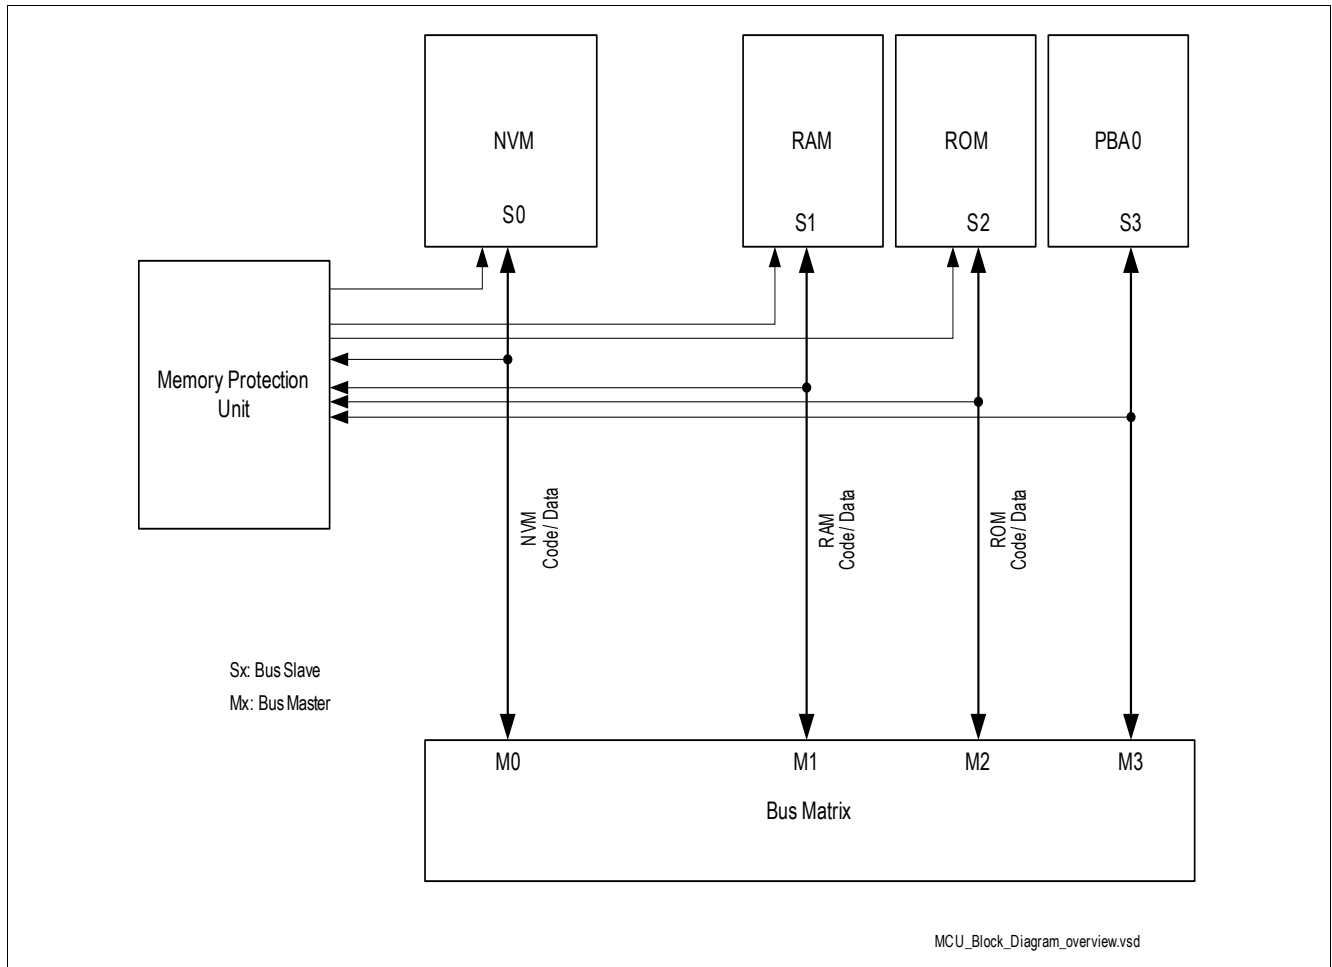 NVM
RAM
ROM
PBA0
S0
S1
S2
S3
Memory Protection
Unit
NVM
Code/ Data
RAM
Code/ Data
ROM
Code/ Data
Sx: Bus Slave
Mx: Bus Master
M0
M1
M2
M3
Bus Matrix
MCU_Block_Diagram_overview.vsd